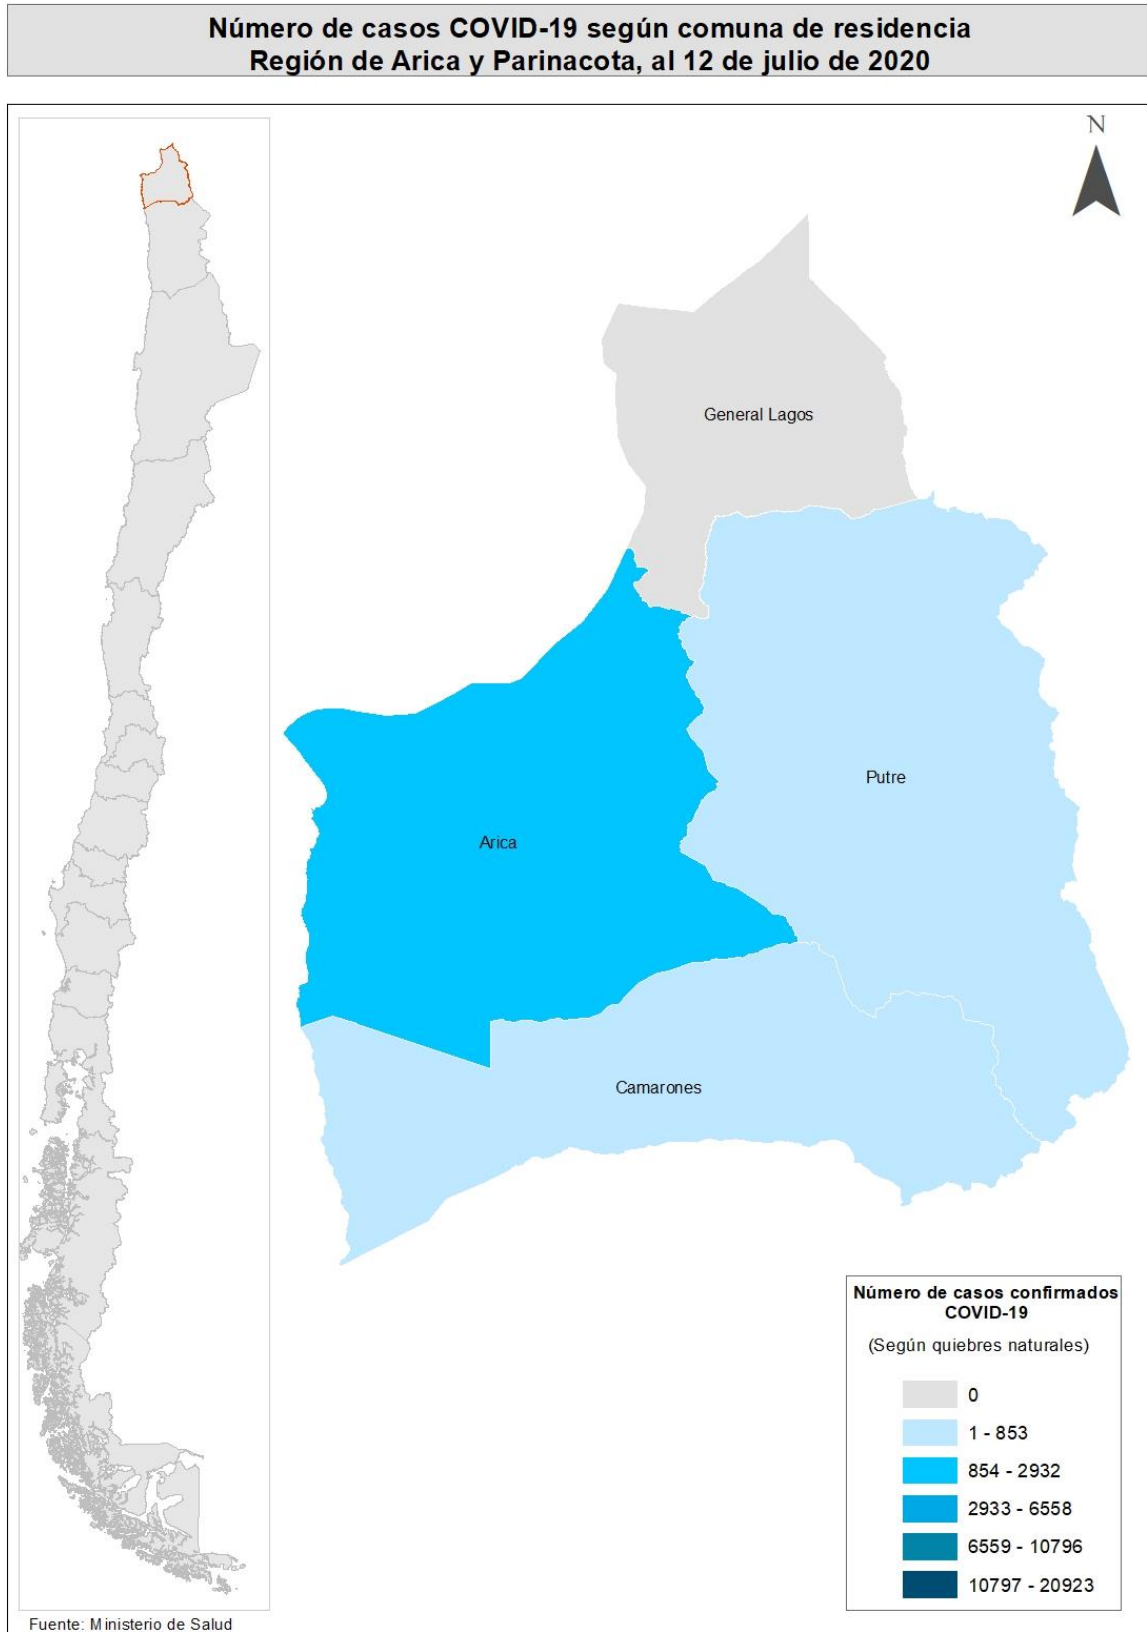 Número de casos COVID-19 según comuna de residencia
Región de Arica y Parinacota, al 12 de julio de 2020
N
General Lagos
Putre
Arica
Camarones
Número de casos confirmados
COVID-19
(Según quiebres naturales)
0
1 - 853
854 - 2932
2933 - 6558
6559 - 10796
10797 - 20923
Fuente: Ministerio de Salud